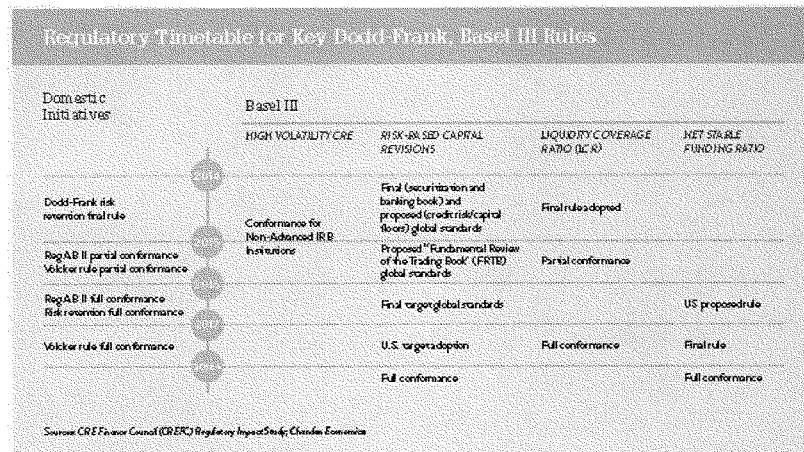 Regulatory Timetable for Key Dodd-Frank, Basel III Rules
Domestic
Initiatives
Basel III
HIGH VOLATILITY CRE
RISK-BASED CAPITAL
REVISIONS
LIQUIDITY COVERAGE
RATIO (LCR)
NET STABLE
FUNDING RATIO
Dodd-Frank risk
retention final rule
Conformance for
Non-Advanced IRB
Institutions
Final (securitization and
banking book) and
proposed (credit risk/capital
floors) global standards
Final rule adopted
Reg AB II partial conformance
Volcker rule partial conformance
Proposed "Fundamental Review
of the Trading Book" (FRTB)
global standards
Partial conformance
Reg AB II full conformance
Risk retention full conformance
Final target global standards
US proposed rule
2017
Volcker rule full conformance
U.S. target adoption
Full conformance
Final rule
Full conformance
Full conformance
Sources: CRE Finance Council (CREFC) Regulatory Impact Study; Chandan Economics